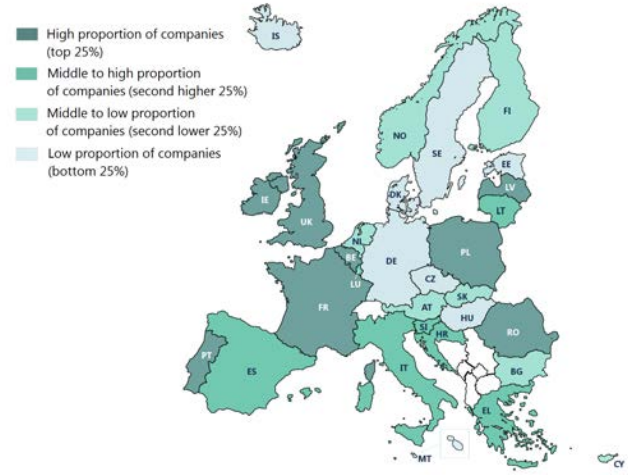 High proportion of companies
(top 25%)
Middle to high proportion
of companies (second higher 25%)
Middle to low proportion
of companies (second lower 25%)
Low proportion of companies
(bottom 25%)
IS
NO
SE
FI
EE
LV
LT
DK
IE
UK
NL
BE
LU
DE
PL
CZ
SK
AT
HU
FR
SI
HR
RO
PT
ES
IT
BG
EL
MT
CY